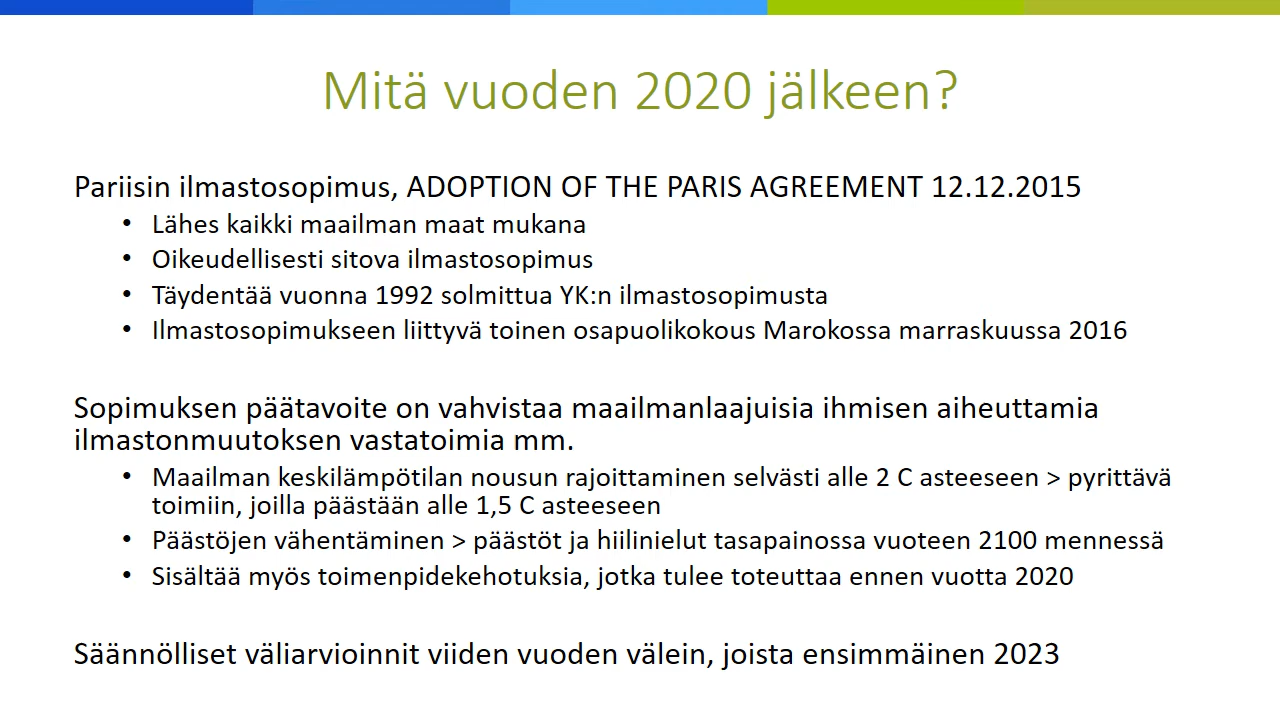 Mitä vuoden 2020 jälkeen?
Pariisin ilmastosopimus, ADOPTION OF THE PARIS AGREEMENT 12.12.2015
• Lähes kaikki maailman maat mukana
• Oikeudellisesti sitova ilmastosopimus
• Täydentää vuonna 1992 solmittua YK:n ilmastosopimusta
• Ilmastosopimukseen liittyvä toinen osapuolikokous Marokossa marraskuussa 2016
Sopimuksen päätavoite on vahvistaa maailmanlaajuisia ihmisen aiheuttamia
ilmastonmuutoksen vastatoimia mm.
• Maailman keskilämpötilan nousun rajoittaminen selvästi alle 2 C asteeseen > pyrittävä
toimiin, joilla päästään alle 1,5 C asteeseen
• Päästöjen vähentäminen > päästöt ja hiilinielut tasapainossa vuoteen 2100 mennessä
• Sisältää myös toimenpidekehotuksia, jotka tulee toteuttaa ennen vuotta 2020
Säännölliset väliarvioinnit viiden vuoden välein, joista ensimmäinen 2023